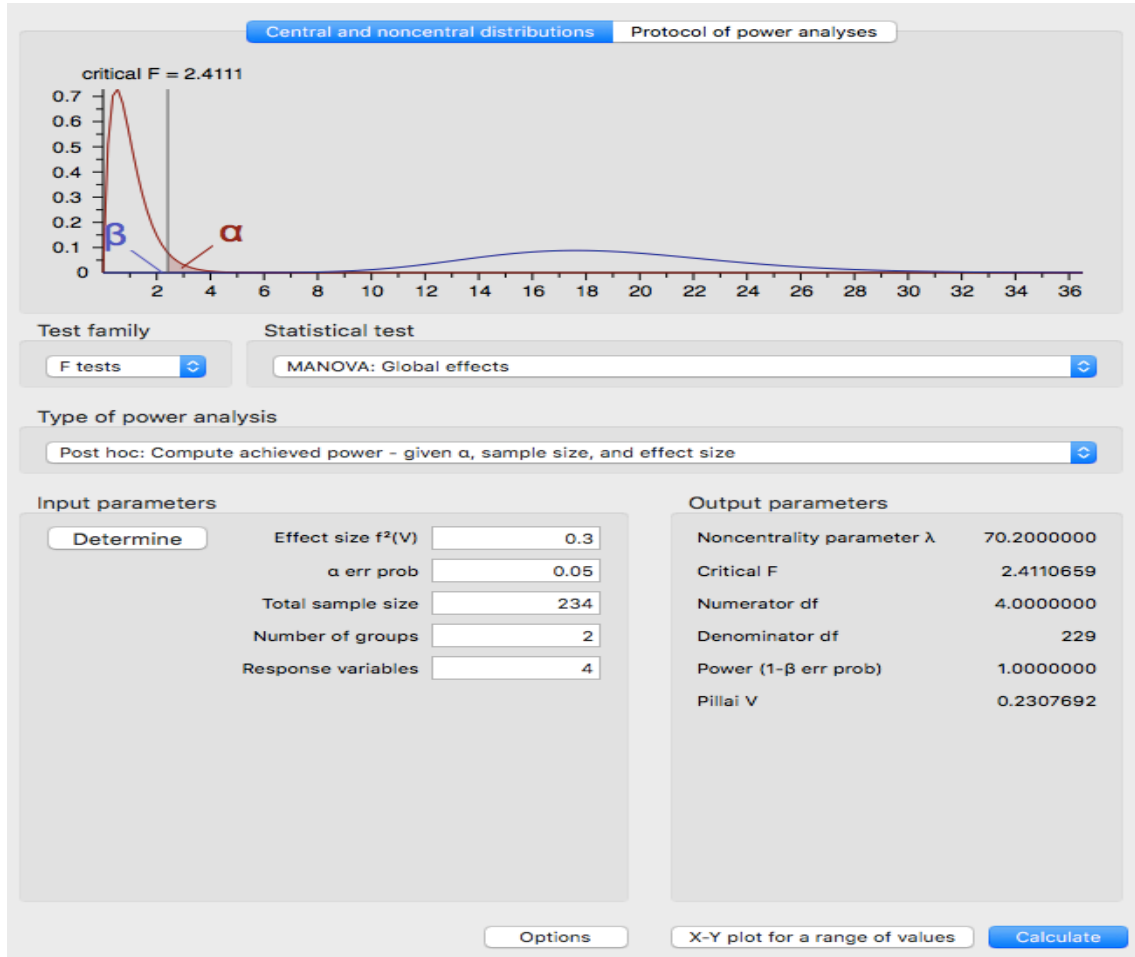 Central and noncentral distributions Protocol of power analyses
critical F = 2.4111
0.7
0.6
0.5
0.4
0.3
0.2
0.1
0
β α
2 4 6 8 10 12 14 16 18 20 22 24 26 28 30 32 34 36
Test family Statistical test
F tests MANOVA: Global effects
Type of power analysis
Post hoc: Compute achieved power – given α, sample size, and effect size
Input parameters Output parameters
Determine Effect size f²(V) 0.3 Noncentrality parameter λ 70.2000000
α err prob 0.05 Critical F 2.4110659
Total sample size 234 Numerator df 4.0000000
Number of groups 2 Denominator df 229
Response variables 4 Power (1-β err prob) 1.0000000
Pillai V 0.2307692
Options X-Y plot for a range of values Calculate